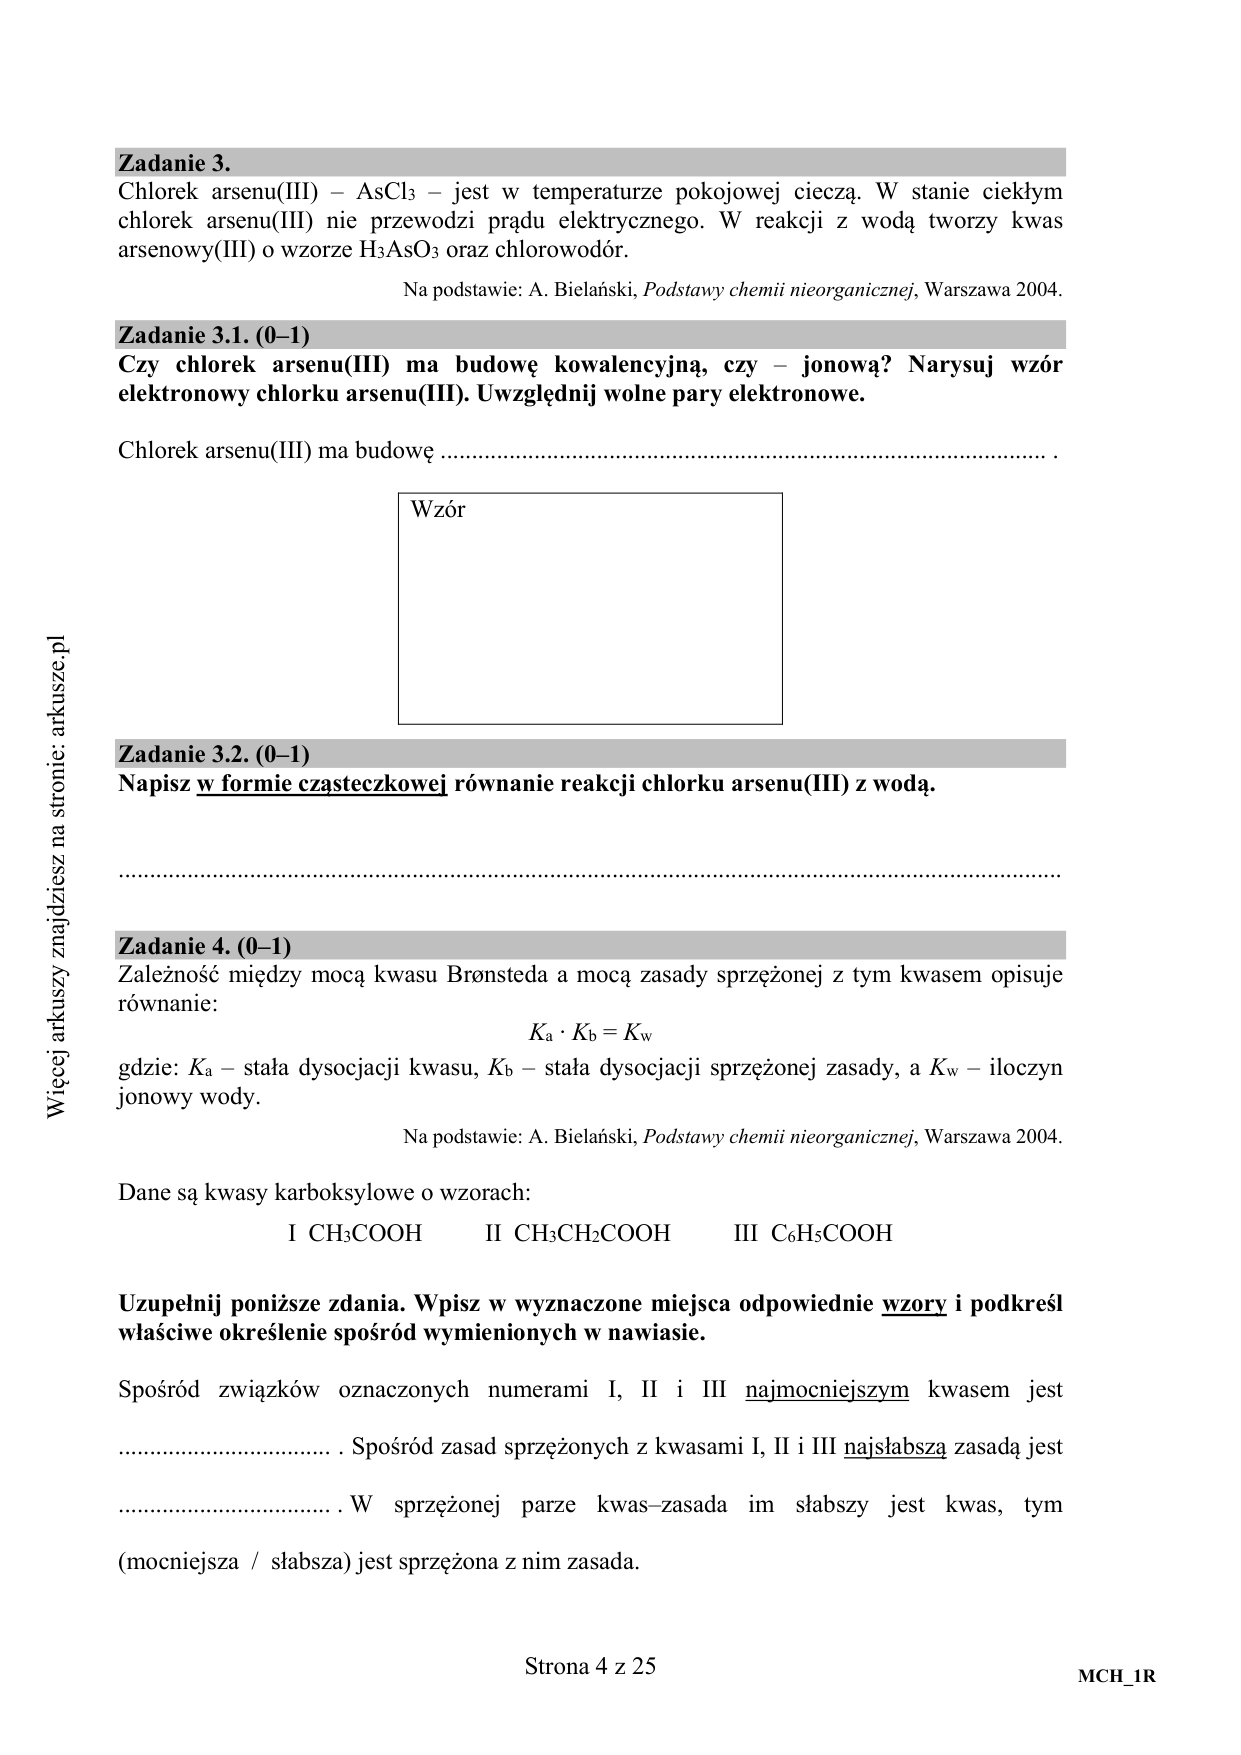 Zadanie 3.
Chlorek arsenu(III) – AsCl₃ – jest w temperaturze pokojowej cieczą. W stanie ciekłym
chlorek arsenu(III) nie przewodzi prądu elektrycznego. W reakcji z wodą tworzy kwas
arsenowy(III) o wzorze H₃AsO₃ oraz chlorowodór.
Na podstawie: A. Bielański, Podstawy chemii nieorganicznej, Warszawa 2004.
Zadanie 3.1. (0–1)
Czy chlorek arsenu(III) ma budowę kowalencyjną, czy – jonową? Narysuj wzór
elektronowy chlorku arsenu(III). Uwzględnij wolne pary elektronowe.
Chlorek arsenu(III) ma budowę ................................................................................................. .
Wzór
Zadanie 3.2. (0–1)
Napisz w formie cząsteczkowej równanie reakcji chlorku arsenu(III) z wodą.
.......................................................................................................................................................
Zadanie 4. (0–1)
Zależność między mocą kwasu Brønsteda a mocą zasady sprzężonej z tym kwasem opisuje
równanie:
Kₐ · K_b = K_w
gdzie: Kₐ – stała dysocjacji kwasu, K_b – stała dysocjacji sprzężonej zasady, a K_w – iloczyn
jonowy wody.
Na podstawie: A. Bielański, Podstawy chemii nieorganicznej, Warszawa 2004.
Dane są kwasy karboksylowe o wzorach:
I CH₃COOH II CH₃CH₂COOH III C₆H₅COOH
Uzupełnij poniższe zdania. Wpisz w wyznaczone miejsca odpowiednie wzory i podkreśl
właściwe określenie spośród wymienionych w nawiasie.
Spośród związków oznaczonych numerami I, II i III najmocniejszym kwasem jest
.................................. . Spośród zasad sprzężonych z kwasami I, II i III najsłabszą zasadą jest
.................................. . W sprzężonej parze kwas–zasada im słabszy jest kwas, tym
(mocniejsza / słabsza) jest sprzężona z nim zasada.
Strona 4 z 25
MCH_1R
Więcej arkuszy znajdziesz na stronie: arkusze.pl